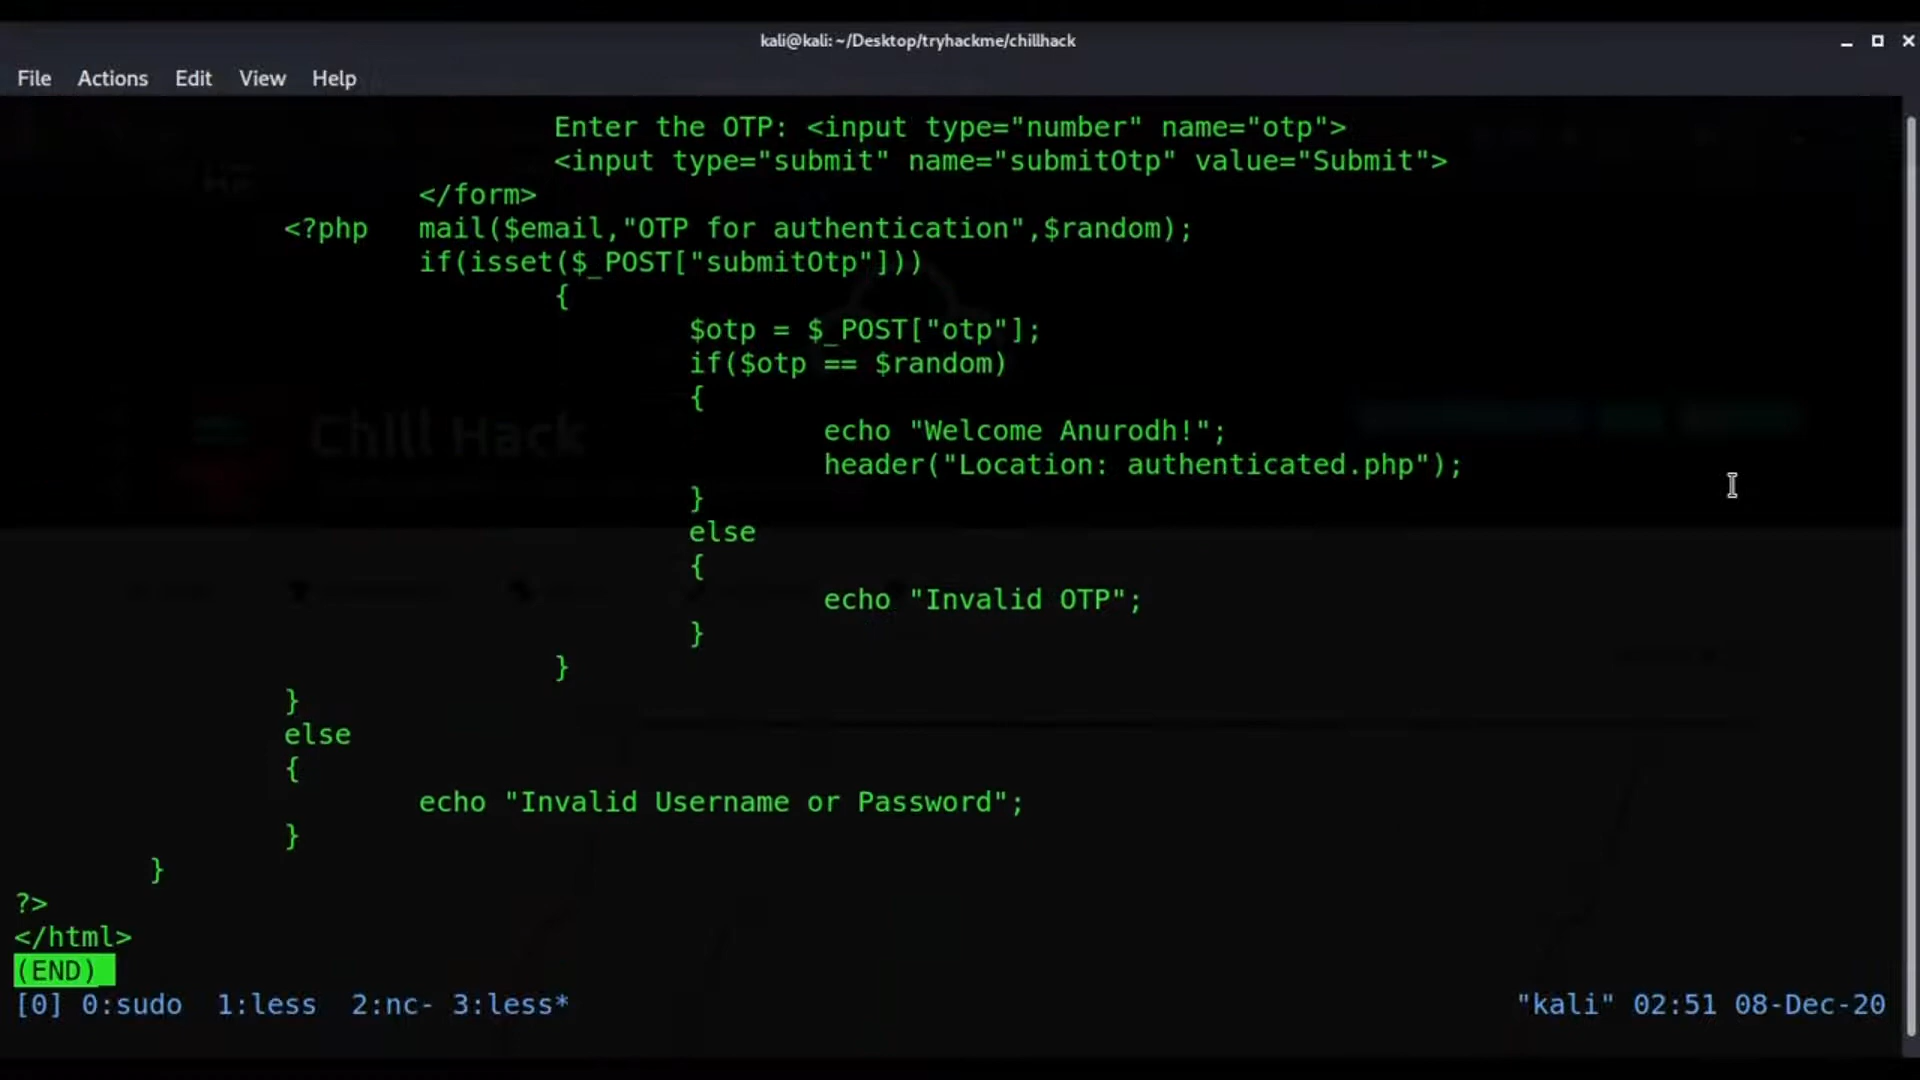 kali@kali: ~/Desktop/tryhackme/chillhack
File Actions Edit View Help
Enter the OTP: <input type="number" name="otp">
<input type="submit" name="submitOtp" value="Submit">
</form>
<?php mail($email,"OTP for authentication",$random);
if(isset($_POST["submitOtp"]))
{
$otp = $_POST["otp"];
if($otp == $random)
{
echo "Welcome Anurodh!";
header("Location: authenticated.php");
}
else
{
echo "Invalid OTP";
}
}
}
else
{
echo "Invalid Username or Password";
}
}
?>
</html>
(END)
[0] 0:sudo 1:less 2:nc- 3:less* "kali" 02:51 08-Dec-20
Chill Hack